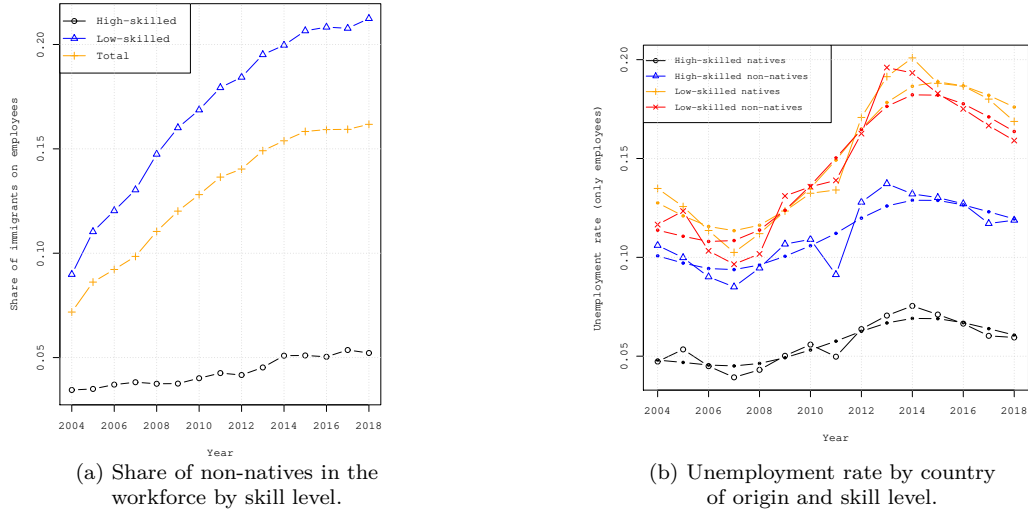 High-skilled
Low-skilled
Total
Share of immigrants on employees
0.05
0.10
0.15
0.20
2004 2006 2008 2010 2012 2014 2016 2018
Year
(a) Share of non-natives in the
workforce by skill level.
High-skilled natives
High-skilled non-natives
Low-skilled natives
Low-skilled non-natives
Unemployment rate (only employees)
0.05
0.10
0.15
0.20
2004 2006 2008 2010 2012 2014 2016 2018
Year
(b) Unemployment rate by country
of origin and skill level.